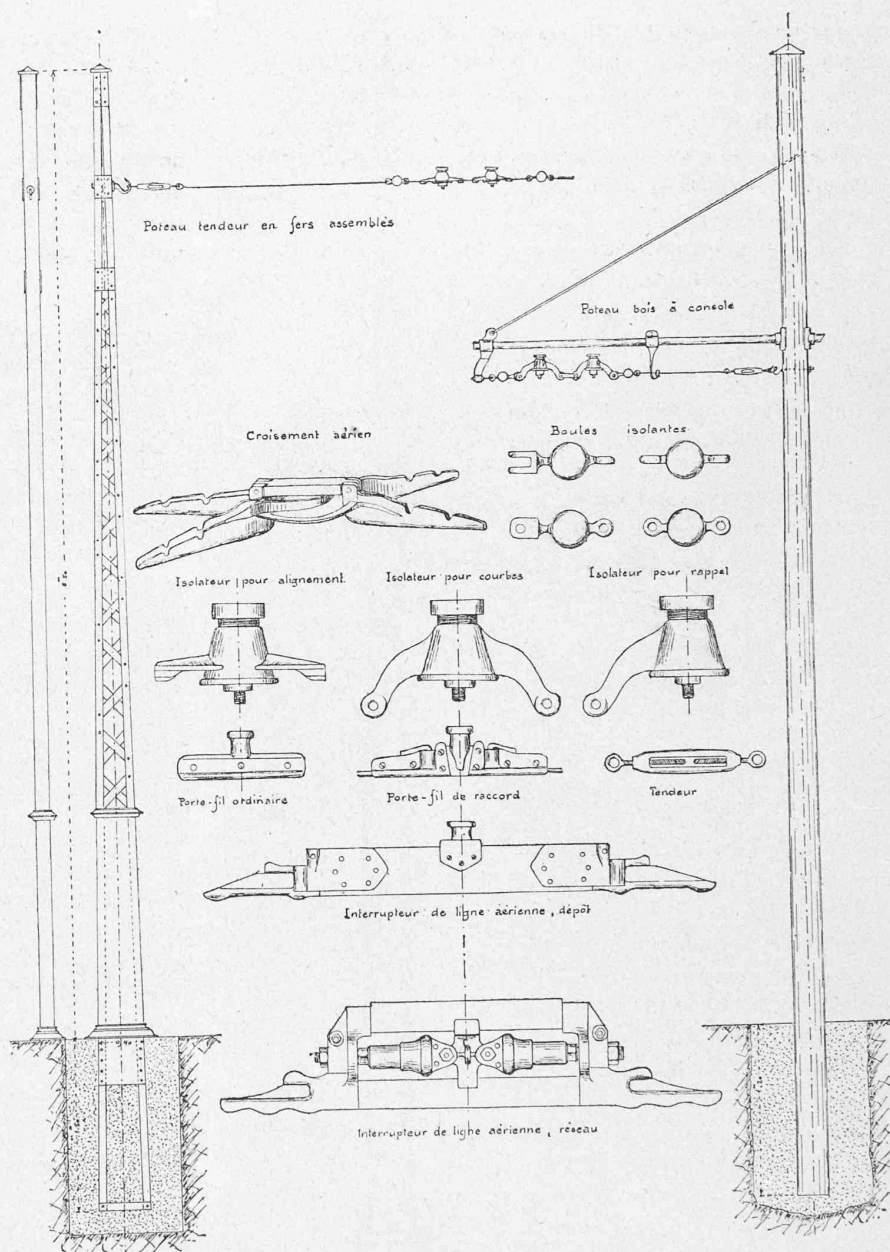 Poteau tendeur en fers assemblés
Poteau bois à console
Croisement aérien
Boules isolantes
Isolateur pour alignement
Isolateur pour courbes
Isolateur pour rappel
Porte-fil ordinaire
Porte-fil de raccord
Tendeur
Interrupteur de ligne aérienne, dépôt
Interrupteur de ligne aérienne, réseau